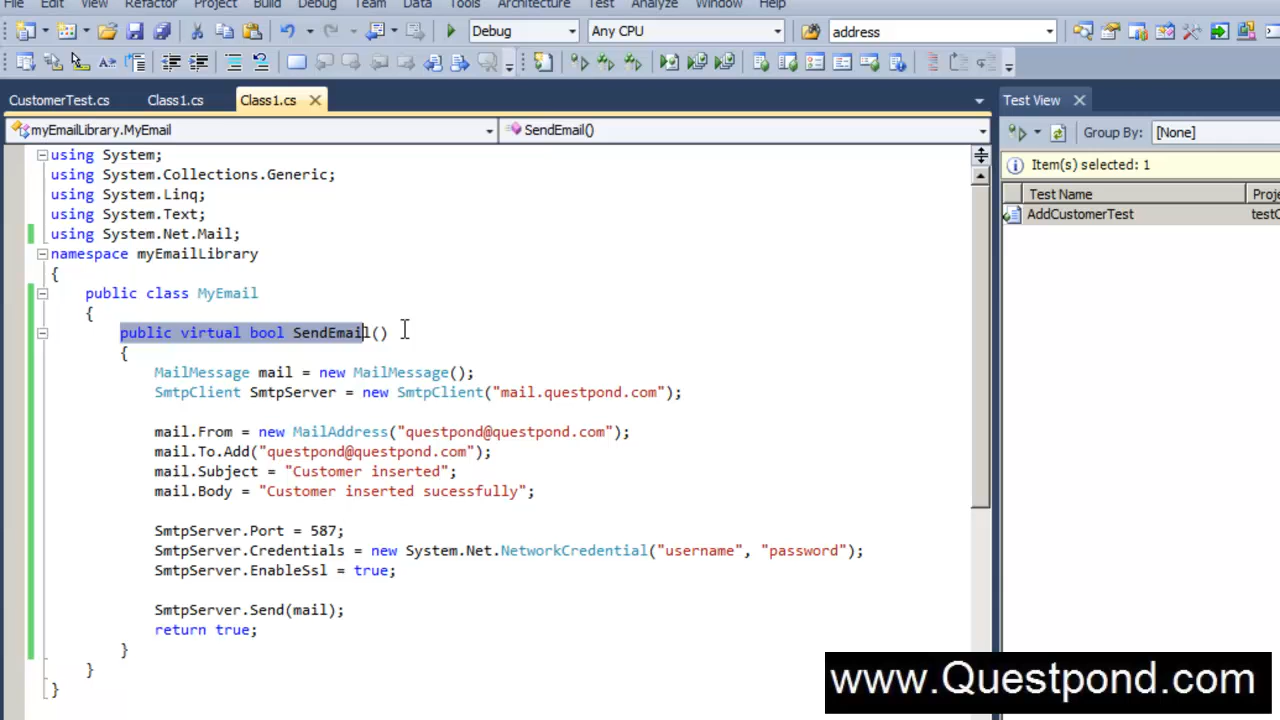 File Edit View Refactor Project Build Debug Team Data Tools Architecture Test Analyze Window Help
Debug Any CPU address
CustomerTest.cs Class1.cs Class1.cs
myEmailLibrary.MyEmail SendEmail()
using System;
using System.Collections.Generic;
using System.Linq;
using System.Text;
using System.Net.Mail;
namespace myEmailLibrary
{
public class MyEmail
{
public virtual bool SendEmail()
{
MailMessage mail = new MailMessage();
SmtpClient SmtpServer = new SmtpClient("mail.questpond.com");
mail.From = new MailAddress("questpond@questpond.com");
mail.To.Add("questpond@questpond.com");
mail.Subject = "Customer inserted";
mail.Body = "Customer inserted sucessfully";
SmtpServer.Port = 587;
SmtpServer.Credentials = new System.Net.NetworkCredential("username", "password");
SmtpServer.EnableSsl = true;
SmtpServer.Send(mail);
return true;
}
}
}
Test View
Group By: [None]
Item(s) selected: 1
Test Name Proje
AddCustomerTest testC
www.Questpond.com